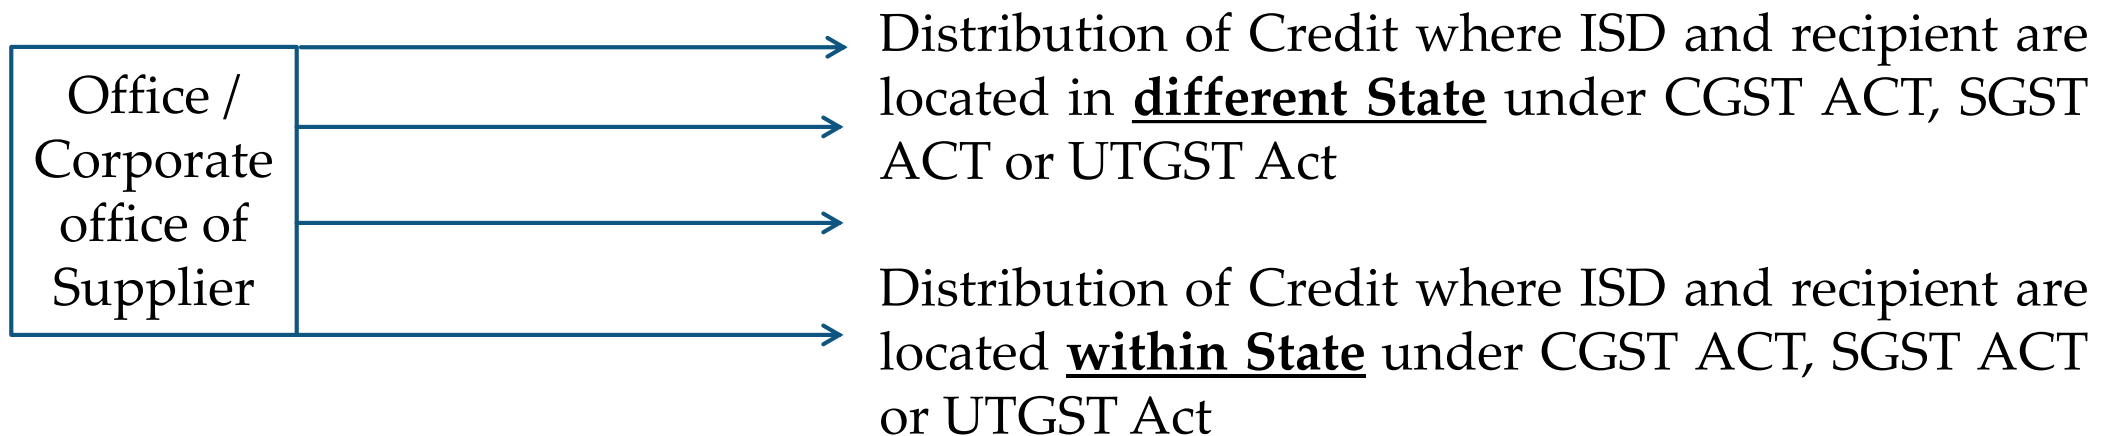 Office /
Corporate
office of
Supplier
Distribution of Credit where ISD and recipient are
located in different State under CGST ACT, SGST
ACT or UTGST Act
Distribution of Credit where ISD and recipient are
located within State under CGST ACT, SGST ACT
or UTGST Act